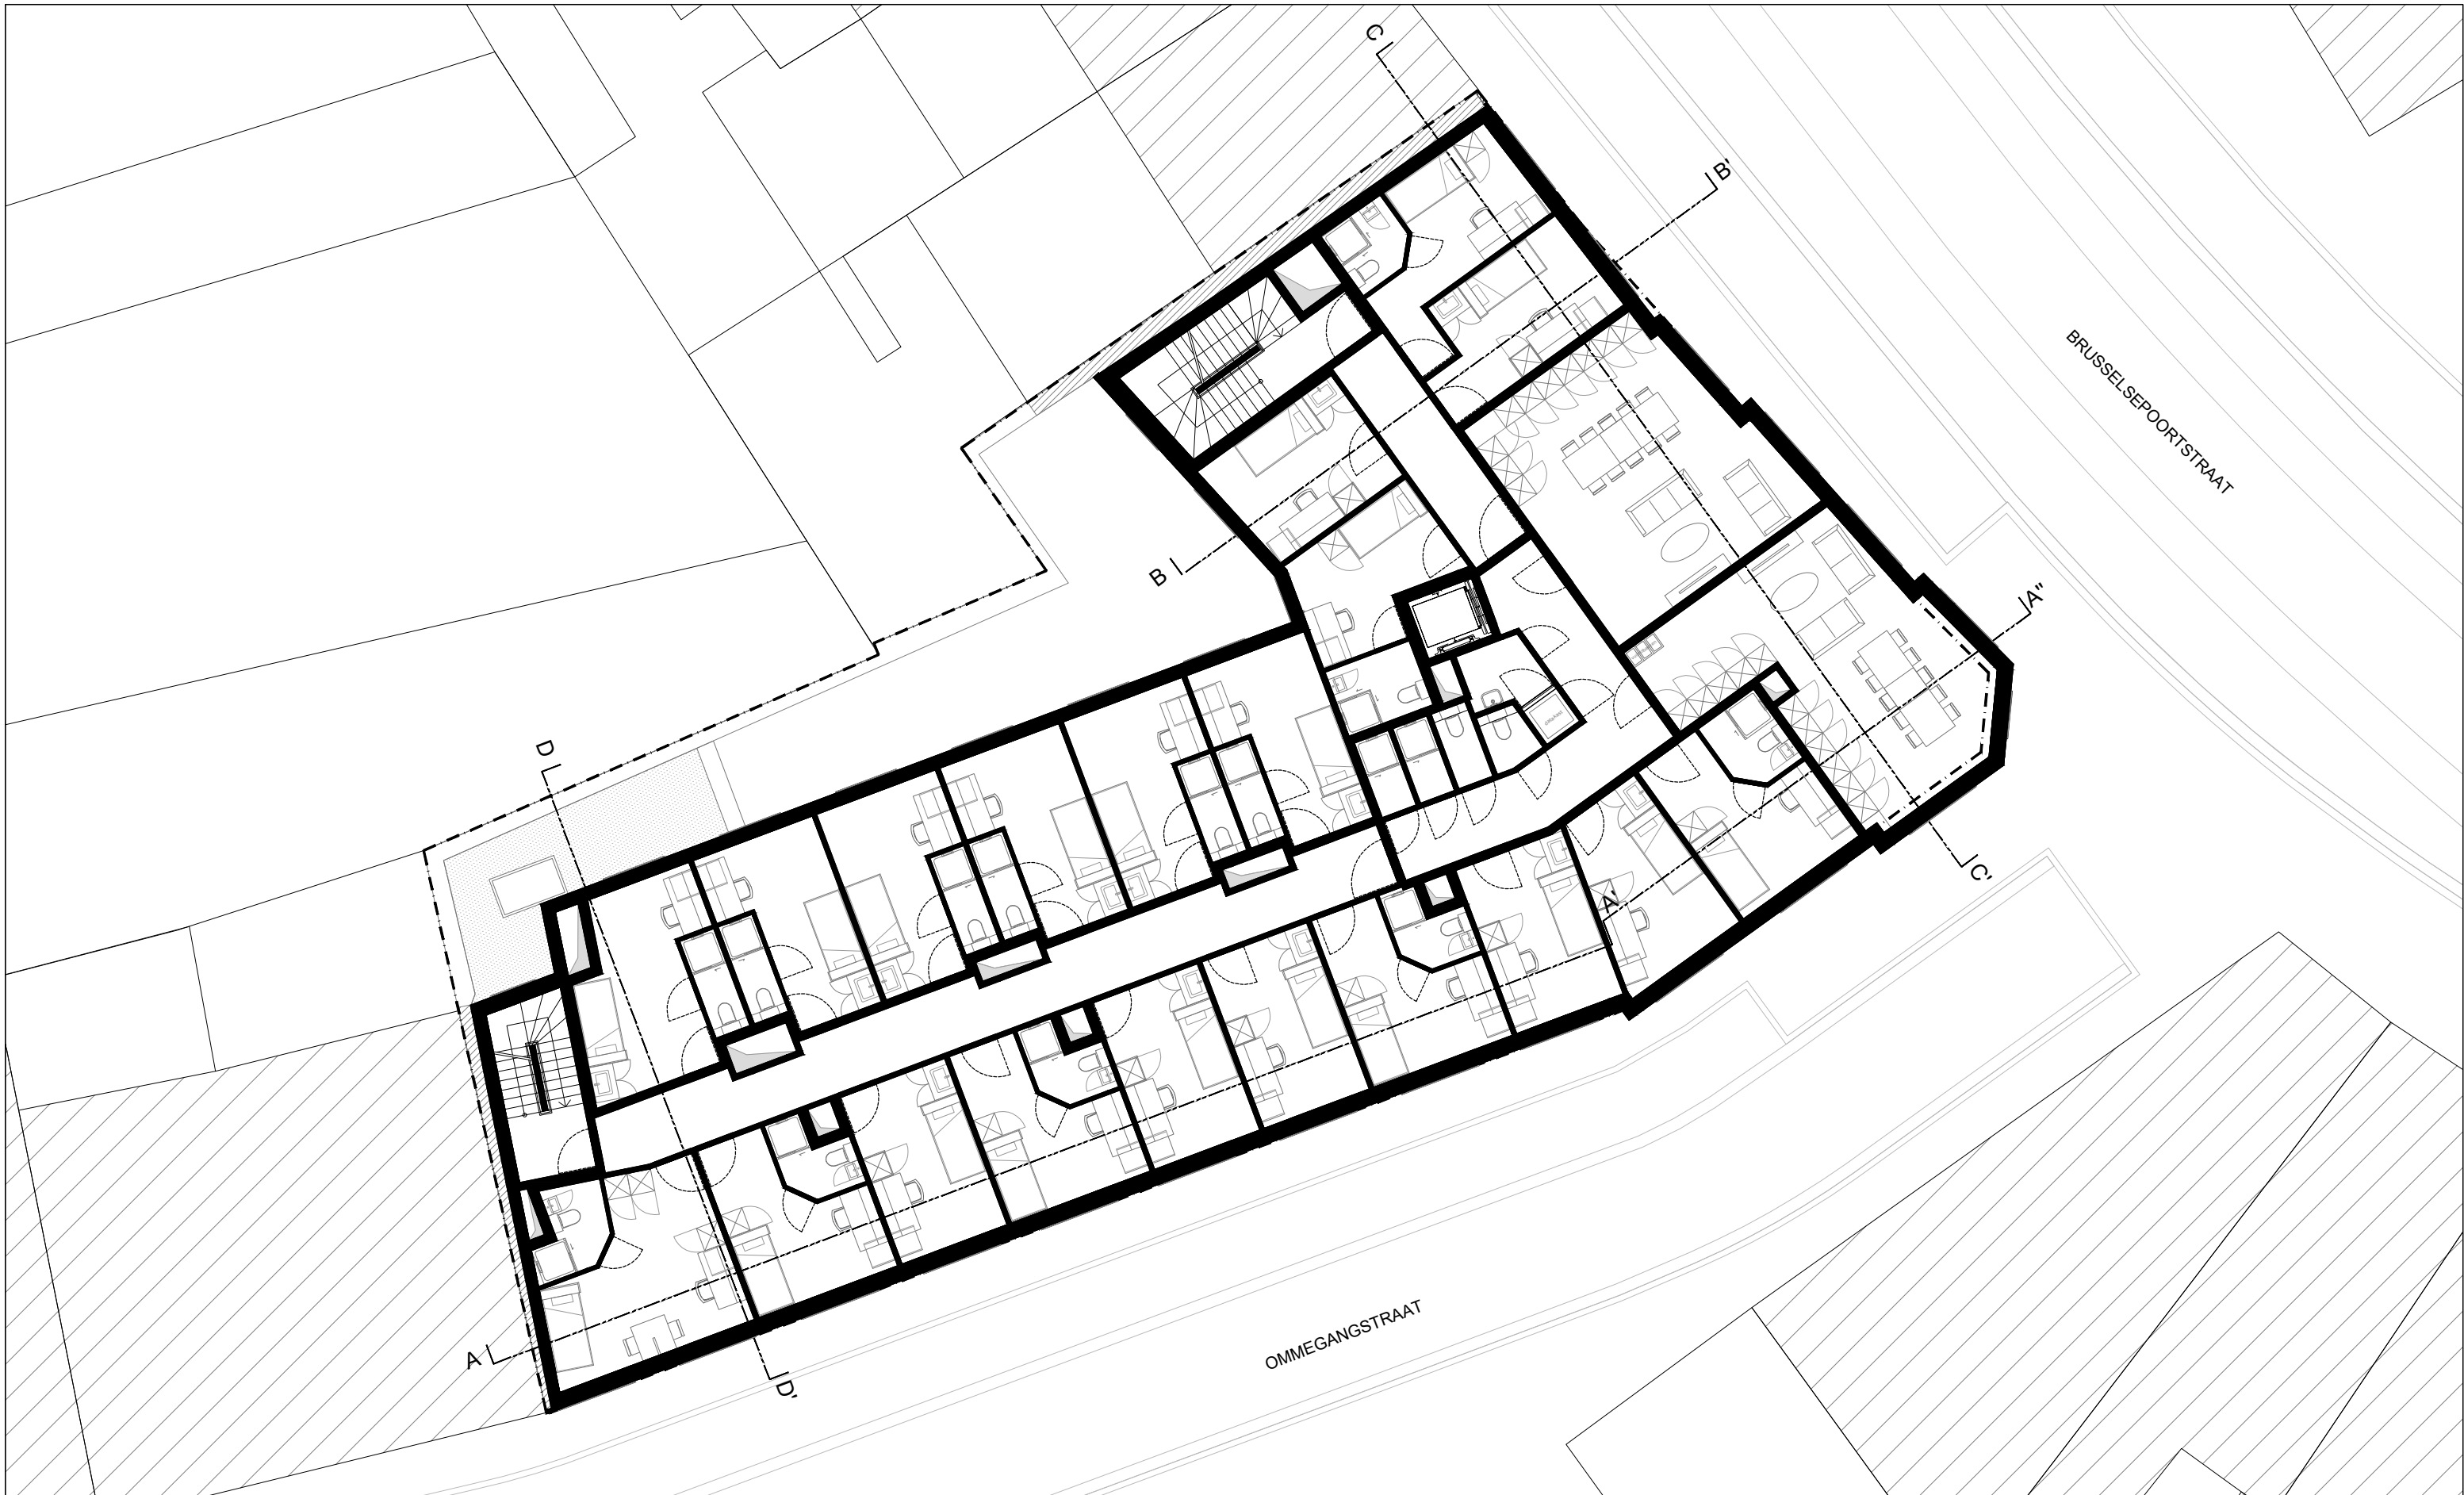 C
B'
BRUSSELSEPOORTSTRAAT
B
A"
D
C'
A'
OMMEGANGSTRAAT
A
D'